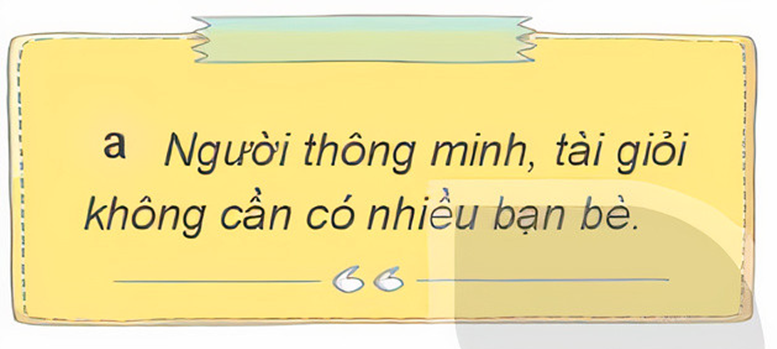 a Người thông minh, tài giỏi
không cần có nhiều bạn bè.